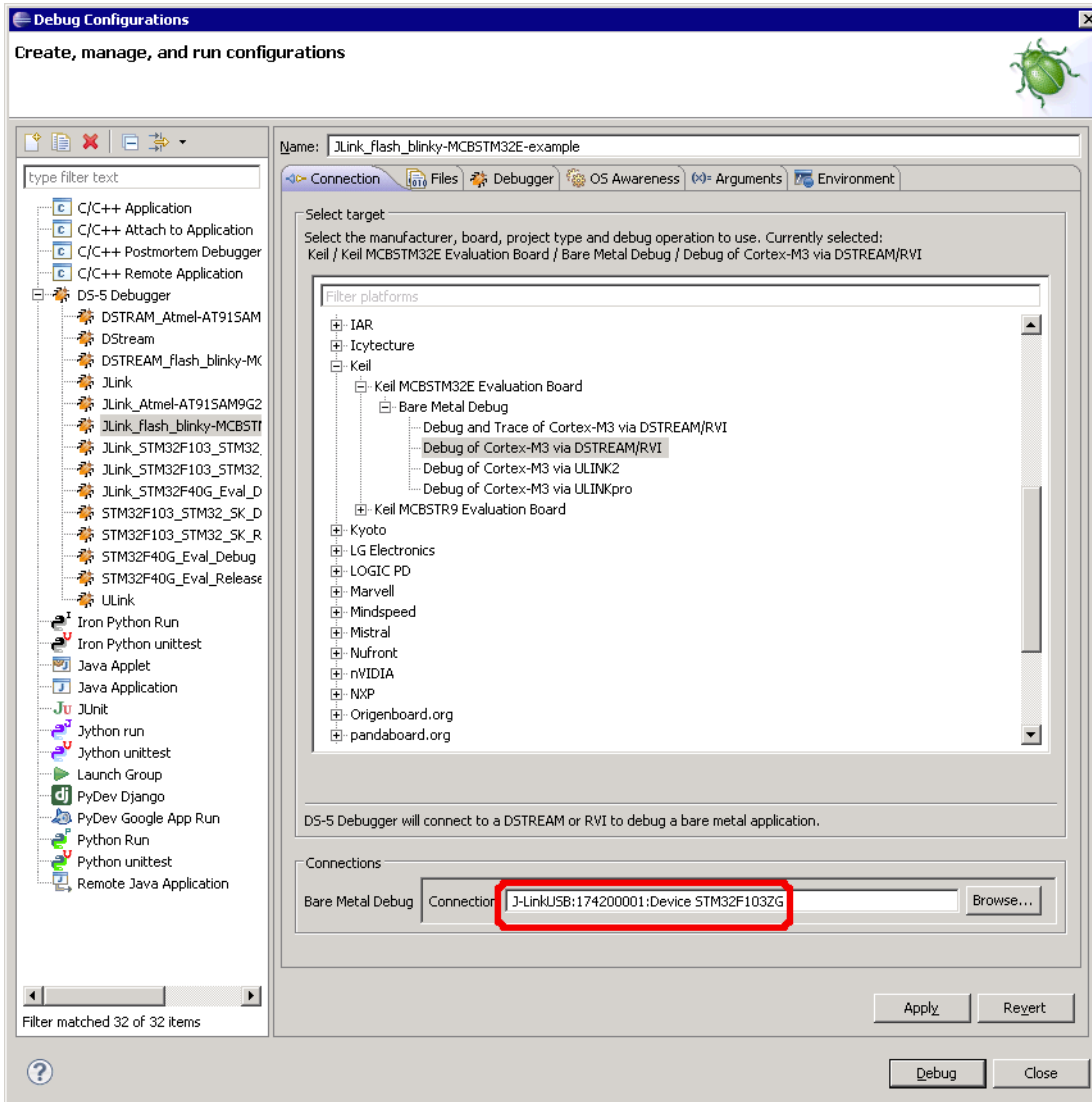 Debug Configurations
Create, manage, and run configurations
type filter text
C/C++ Application
C/C++ Attach to Application
C/C++ Postmortem Debugger
C/C++ Remote Application
DS-5 Debugger
DSTRAM_Atmel-AT91SAM
DStream
DSTREAM_flash_blinky-MC
JLink
JLink_Atmel-AT91SAM9G2
JLink_flash_blinky-MCBSTM
JLink_STM32F103_STM32_
JLink_STM32F103_STM32_
JLink_STM32F40G_Eval_D
STM32F103_STM32_SK_D
STM32F103_STM32_SK_R
STM32F40G_Eval_Debug
STM32F40G_Eval_Release
ULink
Iron Python Run
Iron Python unittest
Java Applet
Java Application
JUnit
Jython run
Jython unittest
Launch Group
PyDev Django
PyDev Google App Run
Python Run
Python unittest
Remote Java Application
Filter matched 32 of 32 items
Name: JLink_flash_blinky-MCBSTM32E-example
Connection Files Debugger OS Awareness (x)= Arguments Environment
Select target
Select the manufacturer, board, project type and debug operation to use. Currently selected:
Keil / Keil MCBSTM32E Evaluation Board / Bare Metal Debug / Debug of Cortex-M3 via DSTREAM/RVI
Filter platforms
IAR
Icytecture
Keil
Keil MCBSTM32E Evaluation Board
Bare Metal Debug
Debug and Trace of Cortex-M3 via DSTREAM/RVI
Debug of Cortex-M3 via DSTREAM/RVI
Debug of Cortex-M3 via ULINK2
Debug of Cortex-M3 via ULINKpro
Keil MCBSTR9 Evaluation Board
Kyoto
LG Electronics
LOGIC PD
Marvell
Mindspeed
Mistral
Nufront
nVIDIA
NXP
Origenboard.org
pandaboard.org
DS-5 Debugger will connect to a DSTREAM or RVI to debug a bare metal application.
Connections
Bare Metal Debug Connection J-LinkUSB:174200001:Device STM32F103ZG Browse...
Apply Revert
Debug Close